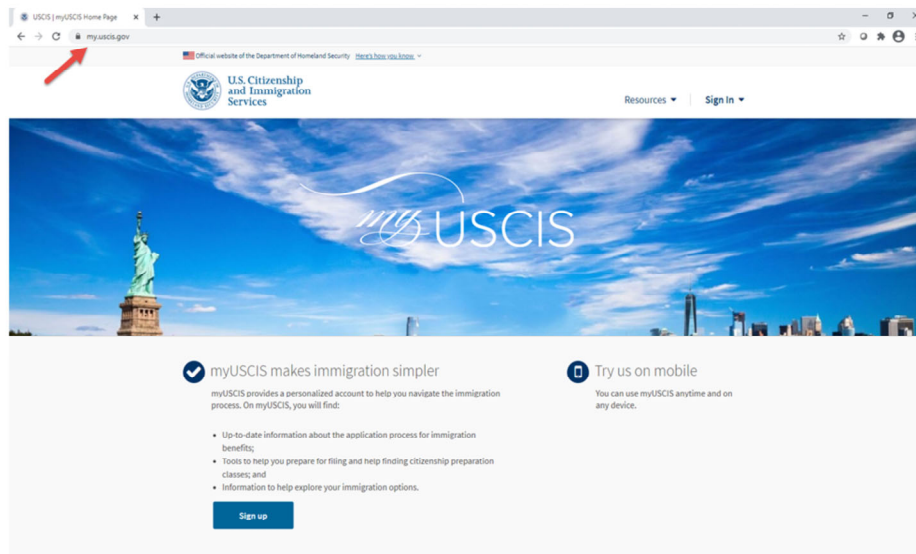 USCIS | myUSCIS Home Page
my.uscis.gov
Official website of the Department of Homeland Security Here's how you know
U.S. Citizenship
and Immigration
Services
Resources
Sign In
my USCIS
myUSCIS makes immigration simpler
myUSCIS provides a personalized account to help you navigate the immigration
process. On myUSCIS, you will find:
• Up-to-date information about the application process for immigration
benefits;
• Tools to help you prepare for filing and help finding citizenship preparation
classes; and
• Information to help explore your immigration options.
Sign up
Try us on mobile
You can use myUSCIS anytime and on
any device.